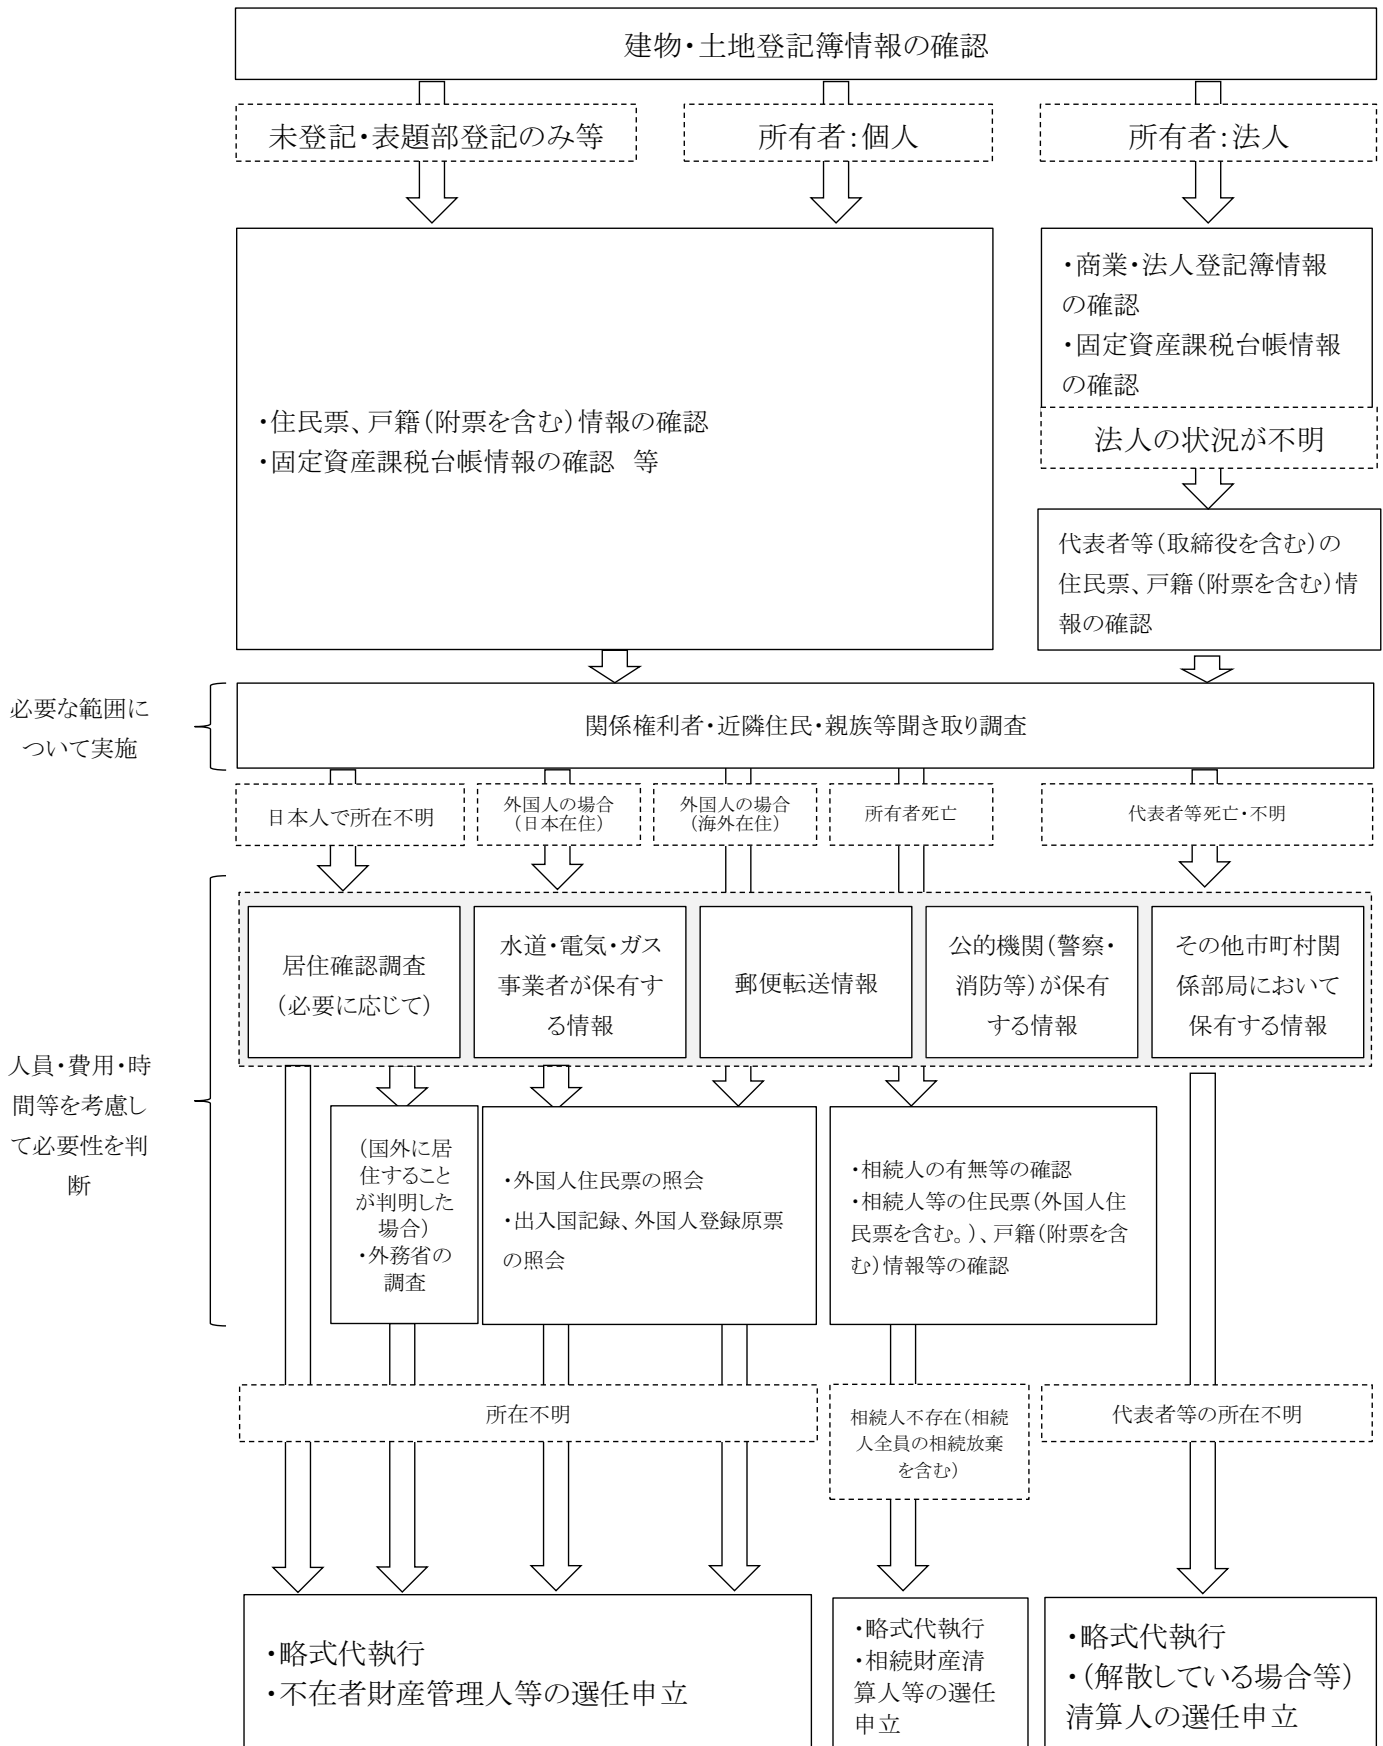 建物・土地登記簿情報の確認
未登記・表題部登記のみ等
所有者：個人
所有者：法人
・住民票、戸籍（附票を含む）情報の確認
・固定資産課税台帳情報の確認　等
・商業・法人登記簿情報
の確認
・固定資産課税台帳情報
の確認
法人の状況が不明
代表者等（取締役を含む）の
住民票、戸籍（附票を含む）情
報の確認
必要な範囲に
ついて実施
関係権利者・近隣住民・親族等聞き取り調査
日本人で所在不明
外国人の場合
（日本在住）
外国人の場合
（海外在住）
所有者死亡
代表者等死亡・不明
人員・費用・時
間等を考慮し
て必要性を判
断
居住確認調査
（必要に応じて）
水道・電気・ガス
事業者が保有す
る情報
郵便転送情報
公的機関（警察・
消防等）が保有
する情報
その他市町村関
係部局において
保有する情報
（国外に居
住すること
が判明した
場合）
・外務省の
調査
・外国人住民票の照会
・出入国記録、外国人登録原票
の照会
・相続人の有無等の確認
・相続人等の住民票（外国人住
民票を含む。）、戸籍（附票を含
む）情報等の確認
所在不明
相続人不存在（相続
人全員の相続放棄
を含む）
代表者等の所在不明
・略式代執行
・不在者財産管理人等の選任申立
・略式代執行
・相続財産清
算人等の選任
申立
・略式代執行
・（解散している場合等）
清算人の選任申立